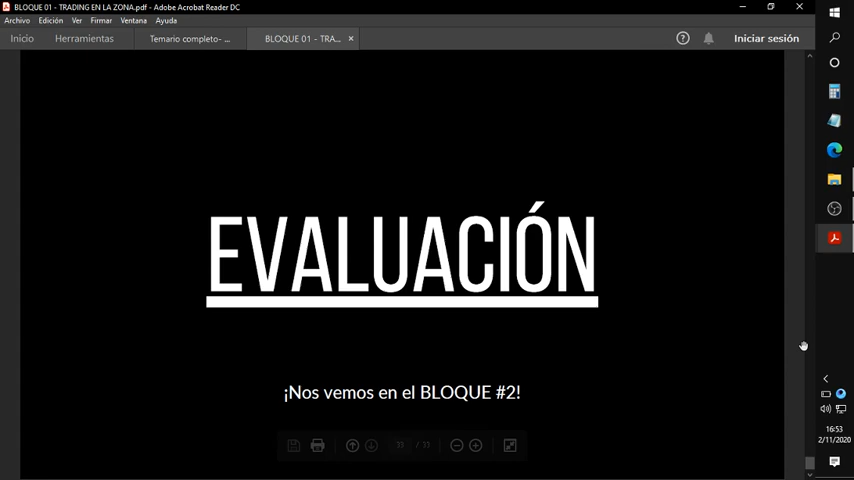 BLOQUE 01 - TRADING EN LA ZONA.pdf - Adobe Acrobat Reader DC
Archivo Edición Ver Firmar Ventana Ayuda
Inicio Herramientas Temario completo- ... BLOQUE 01 - TRA... × Iniciar sesión
EVALUACIÓN
¡Nos vemos en el BLOQUE #2!
33 / 33
16:53
2/11/2020